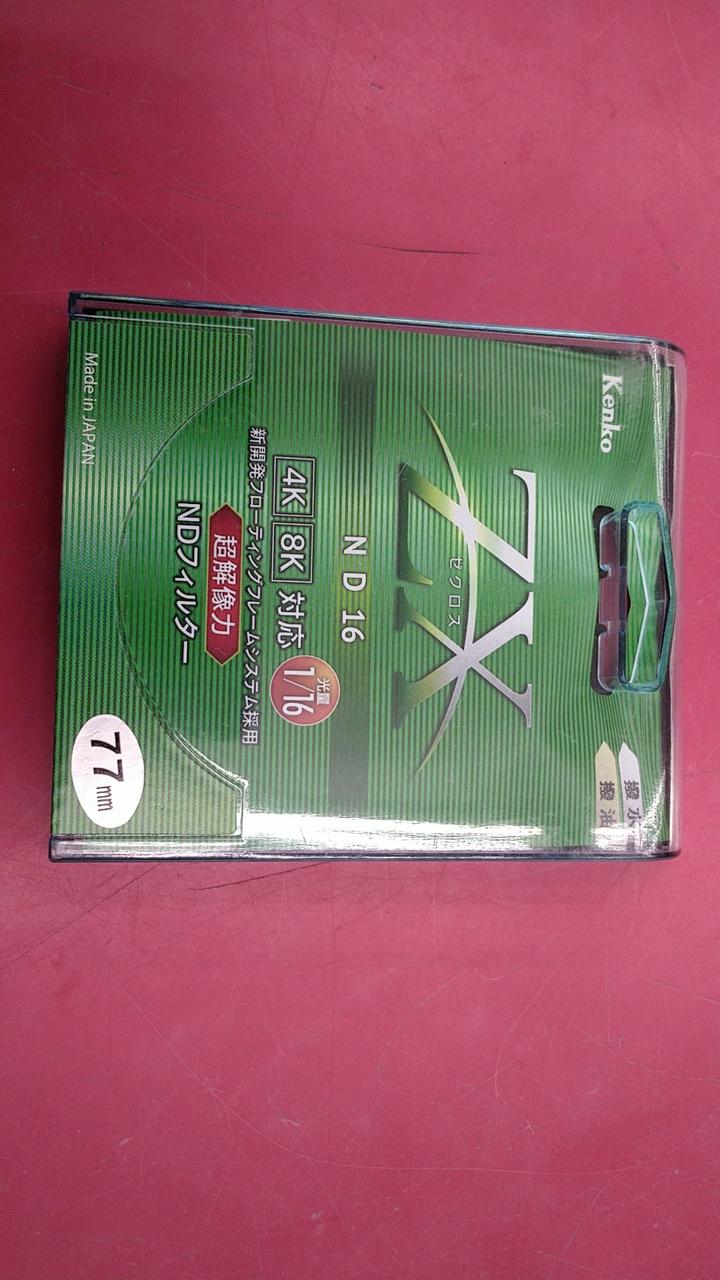 Kenko
撥水
撥油
ZX
ゼクロス
ND16
4K 8K 対応
光量
1/16
新開発フローティングフレームシステム採用
超解像力
NDフィルター
77mm
Made in JAPAN